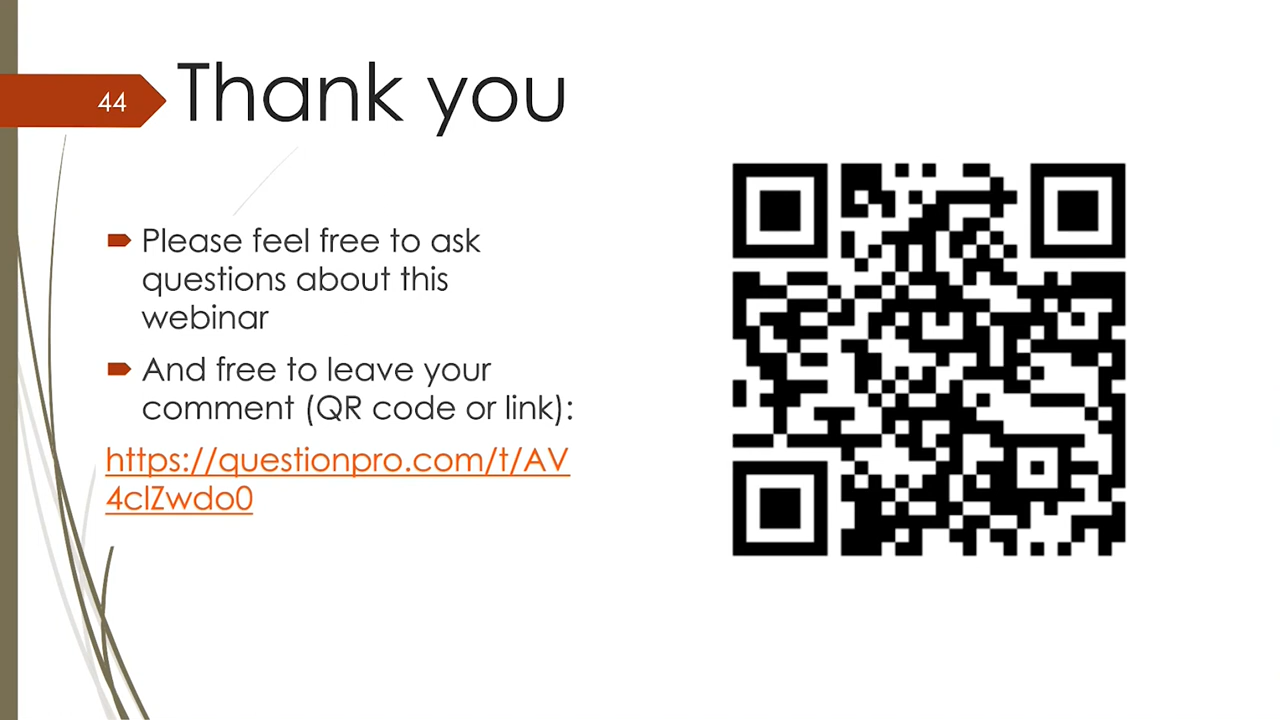 44
Thank you
Please feel free to ask
questions about this
webinar
And free to leave your
comment (QR code or link):
https://questionpro.com/t/AV
4clZwdo0